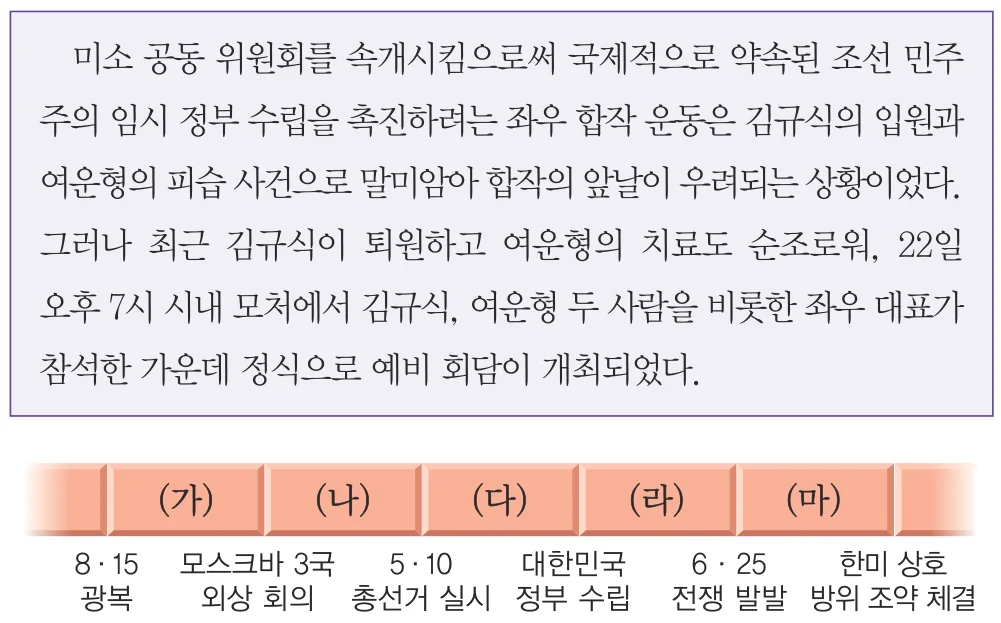 미소 공동 위원회를 속개시킴으로써 국제적으로 약속된 조선 민주
주의 임시 정부 수립을 촉진하려는 좌우 합작 운동은 김규식의 입원과
여운형의 피습 사건으로 말미암아 합작의 앞날이 우려되는 상황이었다.
그러나 최근 김규식이 퇴원하고 여운형의 치료도 순조로워, 22일
오후 7시 시내 모처에서 김규식, 여운형 두 사람을 비롯한 좌우 대표가
참석한 가운데 정식으로 예비 회담이 개최되었다.
(가) (나) (다) (라) (마)
8·15 모스크바 3국 5·10 대한민국 6·25 한미 상호
광복 외상 회의 총선거 실시 정부 수립 전쟁 발발 방위 조약 체결